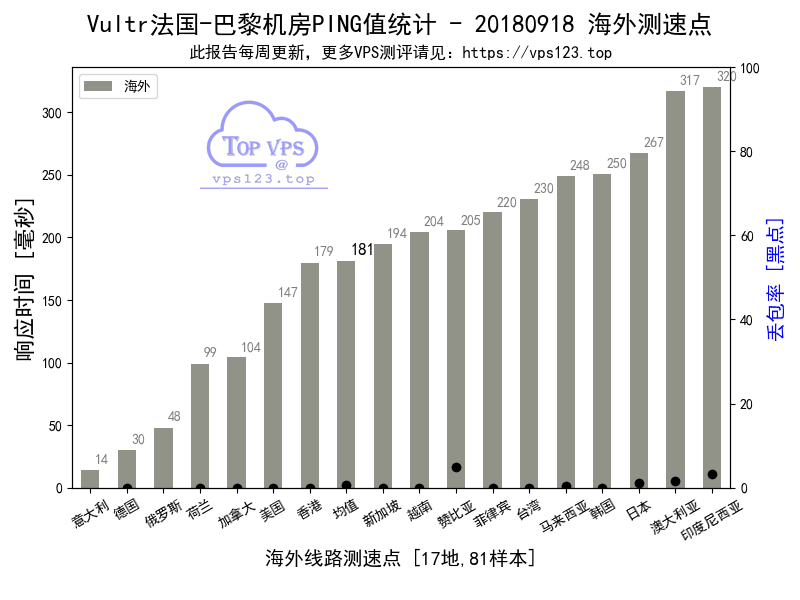 Vultr法国-巴黎机房PING值统计 - 20180918 海外测速点
此报告每周更新，更多VPS测评请见：https://vps123.top
海外
TOP VPS
@
vps123.top
响应时间 [毫秒]
300
250
200
150
100
50
0
14
30
48
99
104
147
179
181
194
204
205
220
230
248
250
267
317
320
100
80
60
40
20
0
丢包率 [黑点]
意大利
德国
俄罗斯
荷兰
加拿大
美国
香港
均值
新加坡
越南
赞比亚
菲律宾
台湾
马来西亚
韩国
日本
澳大利亚
印度尼西亚
海外线路测速点 [17地,81样本]